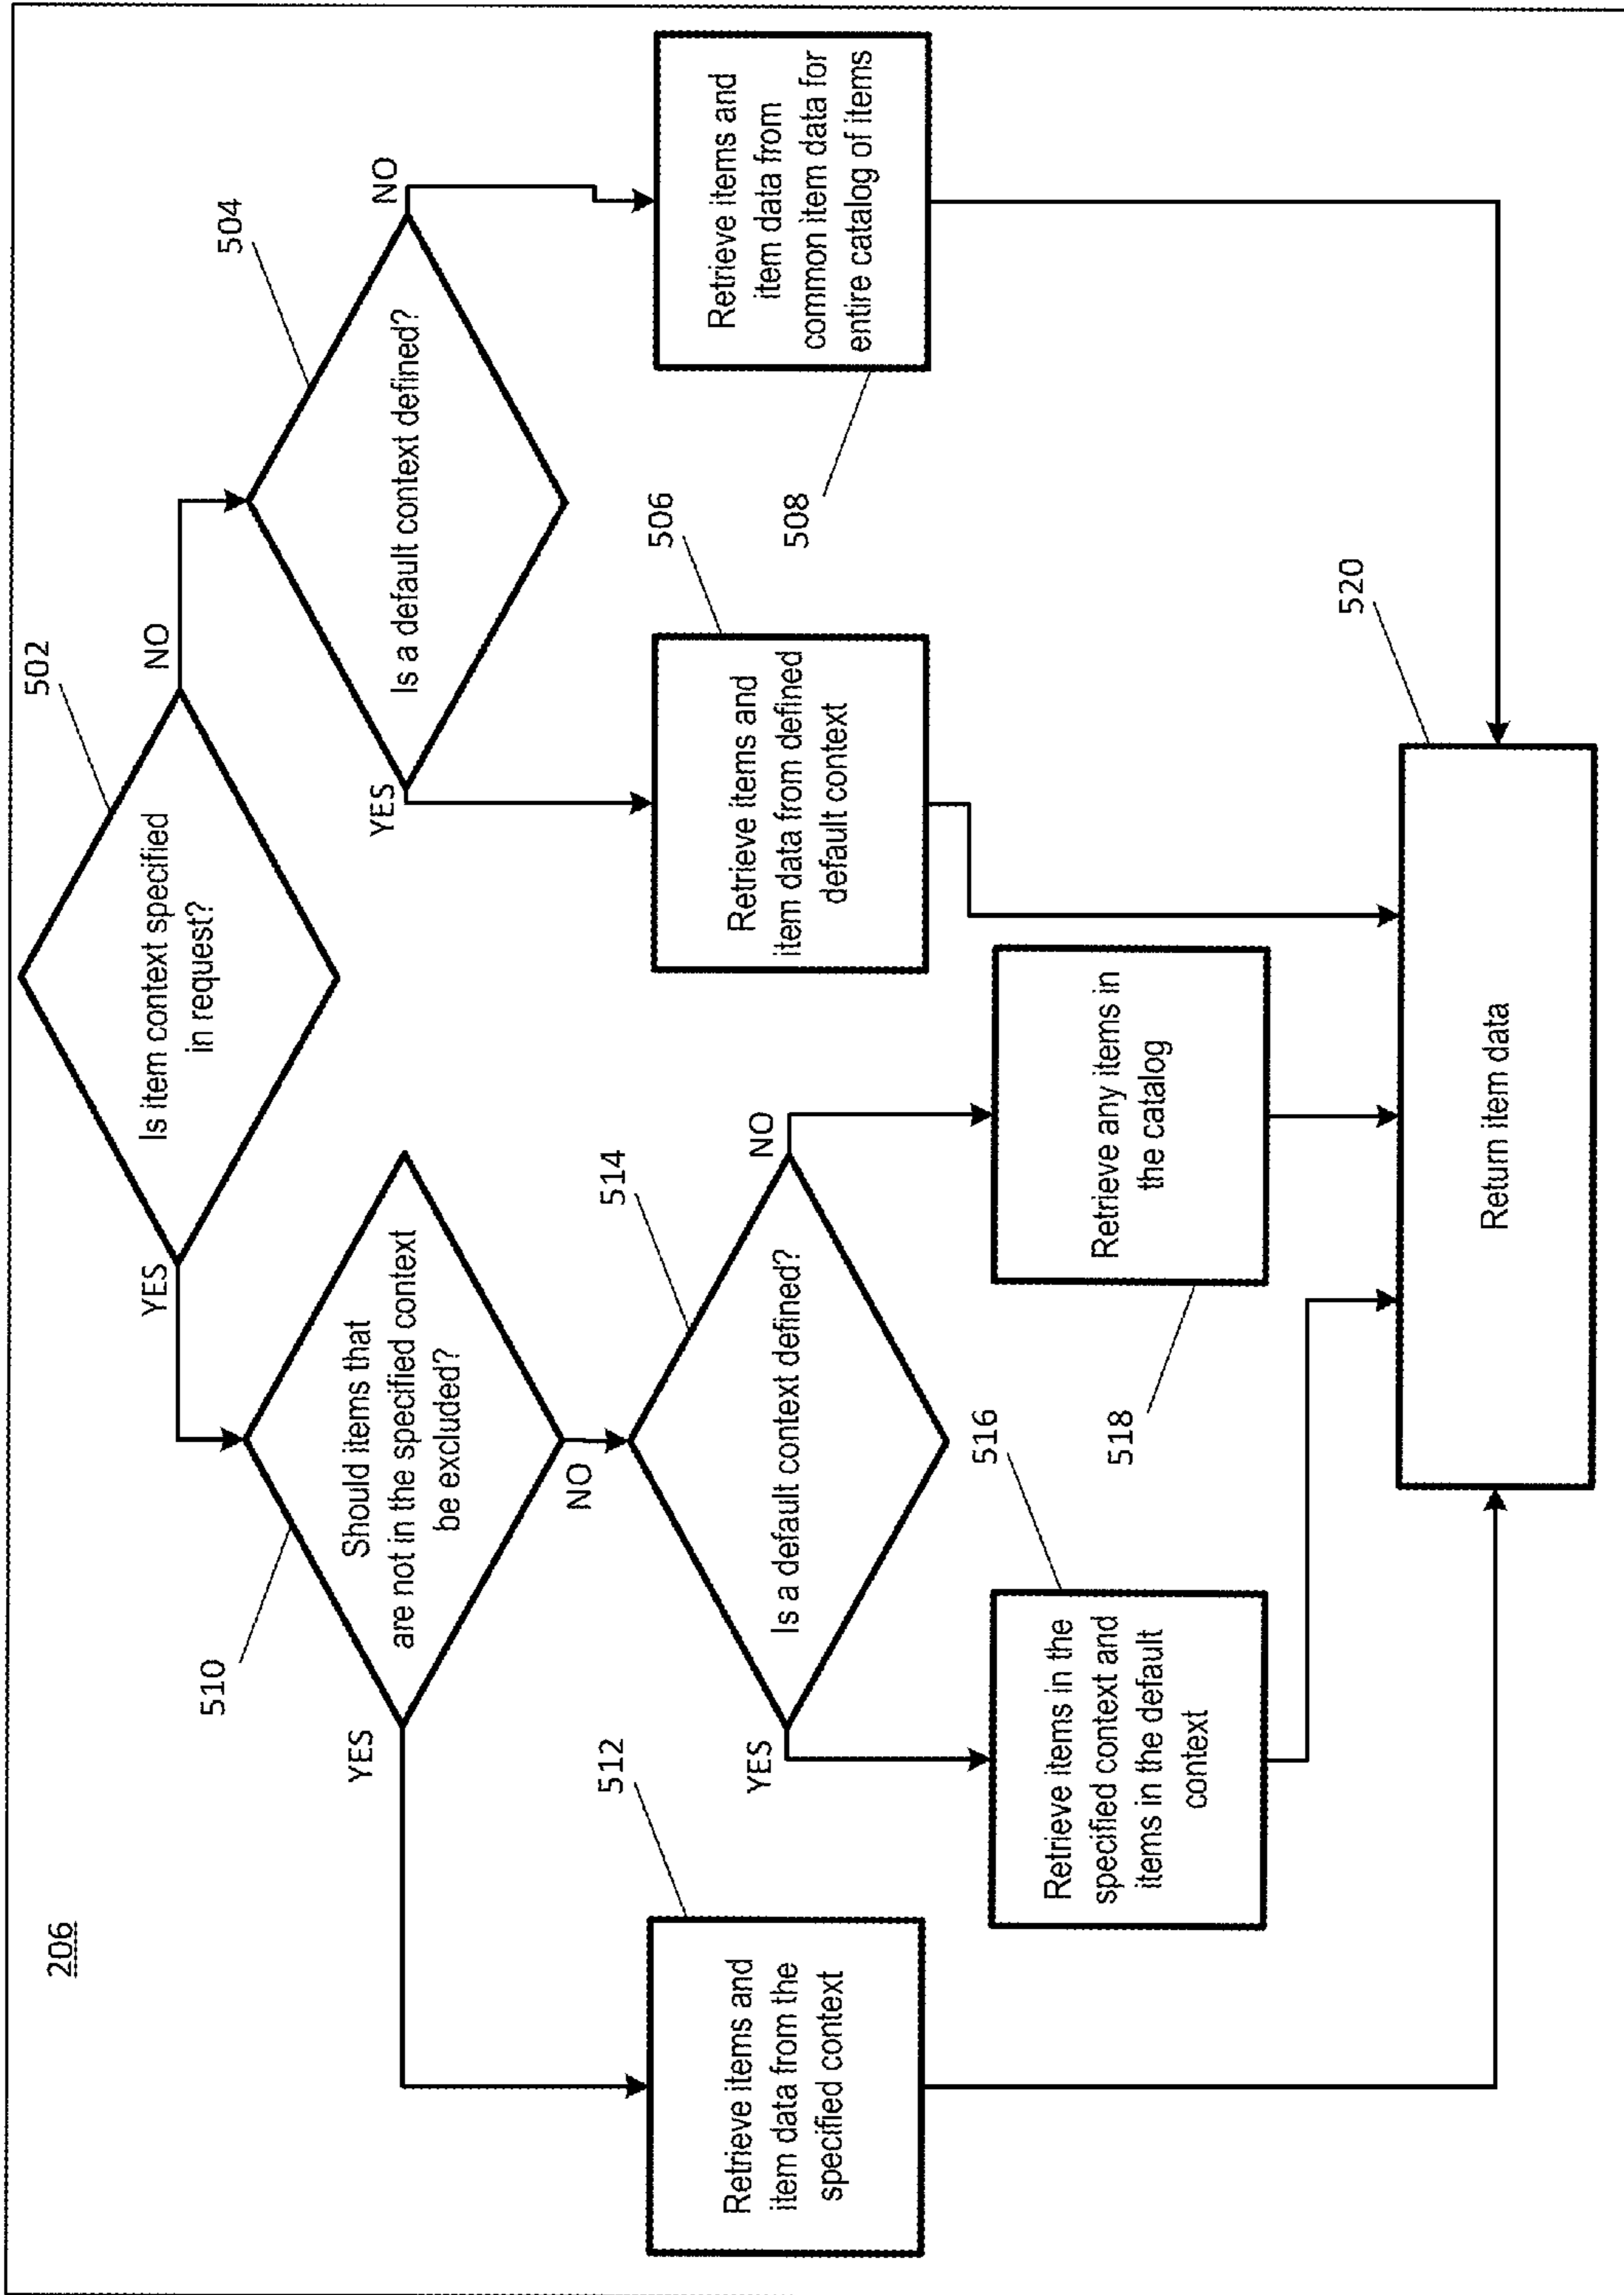 206
502
Is item context specified
in request?
YES
NO
504
Is a default context defined?
YES
NO
510
Should items that
are not in the specified context
be excluded?
YES
NO
512
Retrieve items and
item data from the
specified context
514
Is a default context defined?
YES
NO
506
Retrieve items and
item data from defined
default context
508
Retrieve items and
item data from
common item data for
entire catalog of items
516
Retrieve items in the
specified context and
items in the default
context
518
Retrieve any items in
the catalog
520
Return item data